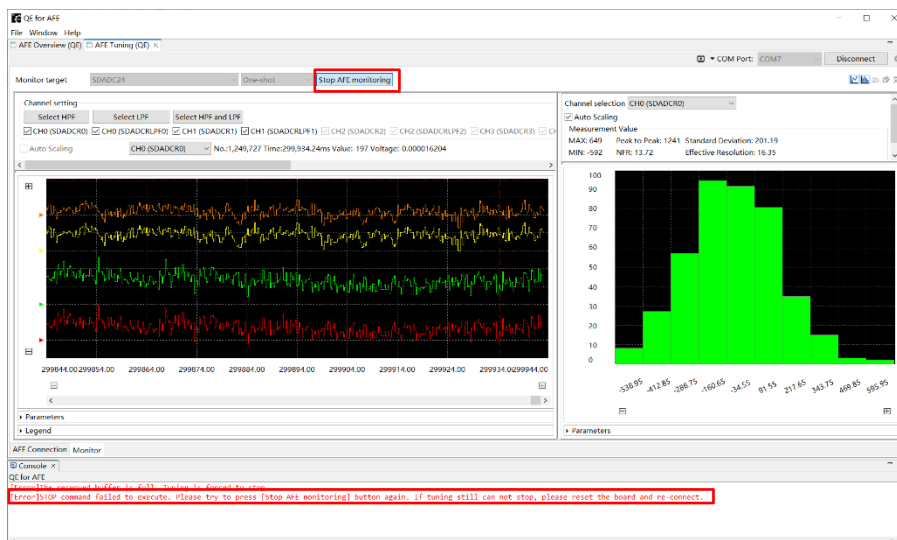 QE for AFE
File Window Help
AFE Overview (QE) AFE Tuning (QE)
COM Port: COM7 Disconnect
Monitor target SDADC24 One-shot Stop AFE monitoring
Channel setting
Select HPF Select LPF Select HPF and LPF
CH0 (SDADCR0) CH0 (SDADCRLPF0) CH1 (SDADCR1) CH1 (SDADCRLPF1) CH2 (SDADCR2) CH2 (SDADCRLPF2) CH3 (SDADCR3)
Auto Scaling CH0 (SDADCR0) No.:1,249,727 Time:299,934.24ms Value: 197 Voltage: 0.000016204
299844.00 299854.00 299864.00 299874.00 299884.00 299894.00 299904.00 299914.00 299924.00 299934.0 299944.00
Parameters
Legend
Channel selection CH0 (SDADCR0)
Auto Scaling
Measurement Value
MAX: 649 Peak to Peak: 1241 Standard Deviation: 201.19
MIN: -592 NFR: 13.72 Effective Resolution: 16.35
100
90
80
70
60
50
40
30
20
10
0
-538.95 -412.85 -286.75 -160.65 -34.55 91.55 217.65 343.75 469.85 595.95
Parameters
AFE Connection Monitor
Console
QE for AFE
[Error]The reserved buffer is full. Tuning is forced to stop.
[Error]STOP command failed to execute. Please try to press [Stop AFE monitoring] button again. If tuning still can not stop, please reset the board and re-connect.